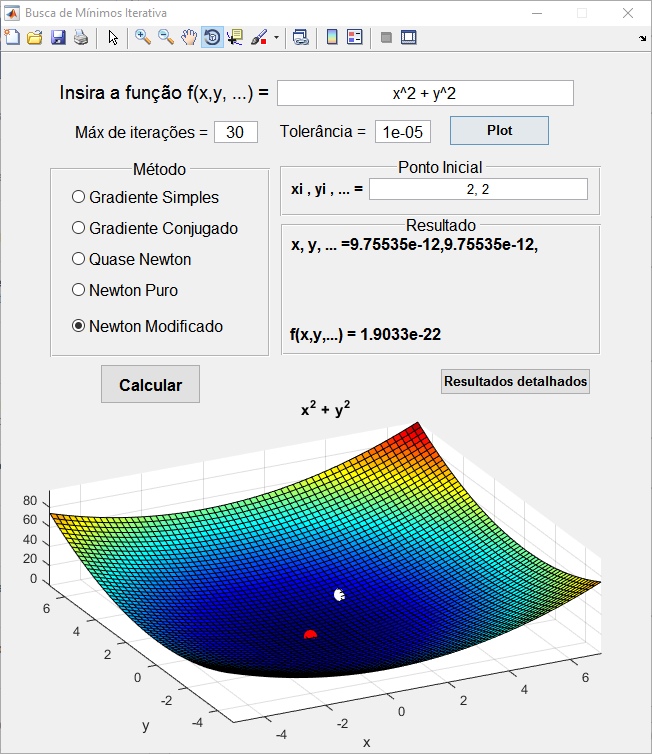 Busca de Mínimos Iterativa
Insira a função f(x,y, ...) = x^2 + y^2
Máx de iterações = 30 Tolerância = 1e-05 Plot
Método
Gradiente Simples
Gradiente Conjugado
Quase Newton
Newton Puro
Newton Modificado
Ponto Inicial
xi , yi , ... = 2, 2
Resultado
x, y, ... =9.75535e-12,9.75535e-12,
f(x,y,...) = 1.9033e-22
Calcular
Resultados detalhados
x² + y²
80
60
40
20
0
6
4
2
0
-2
-4
y
-4
-2
0
2
4
6
x